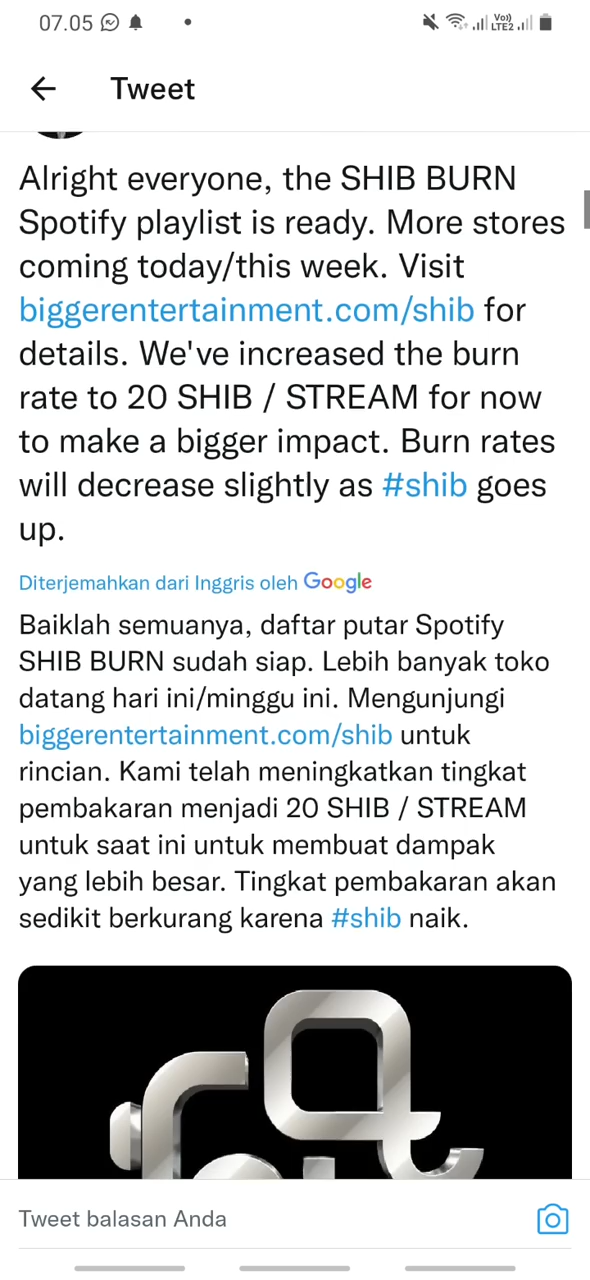 07.05
Vo))
LTE2
Tweet
Alright everyone, the SHIB BURN
Spotify playlist is ready. More stores
coming today/this week. Visit
biggerentertainment.com/shib for
details. We've increased the burn
rate to 20 SHIB / STREAM for now
to make a bigger impact. Burn rates
will decrease slightly as #shib goes
up.
Diterjemahkan dari Inggris oleh Google
Baiklah semuanya, daftar putar Spotify
SHIB BURN sudah siap. Lebih banyak toko
datang hari ini/minggu ini. Mengunjungi
biggerentertainment.com/shib untuk
rincian. Kami telah meningkatkan tingkat
pembakaran menjadi 20 SHIB / STREAM
untuk saat ini untuk membuat dampak
yang lebih besar. Tingkat pembakaran akan
sedikit berkurang karena #shib naik.
Tweet balasan Anda